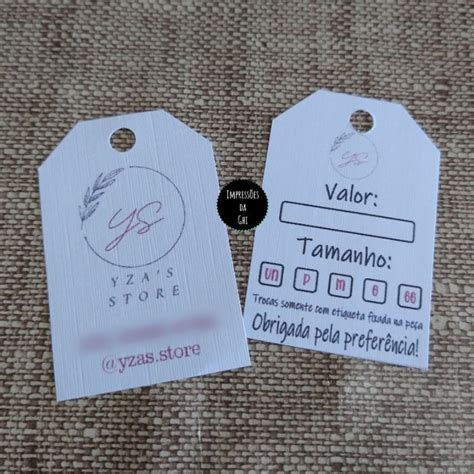 YS
YZA'S
STORE
@yzas.store
IMPRESSÕES
DA
GHI
YS
Valor:
Tamanho:
UN P M G GG
Trocas somente com etiqueta fixada na peça
Obrigada pela preferência!